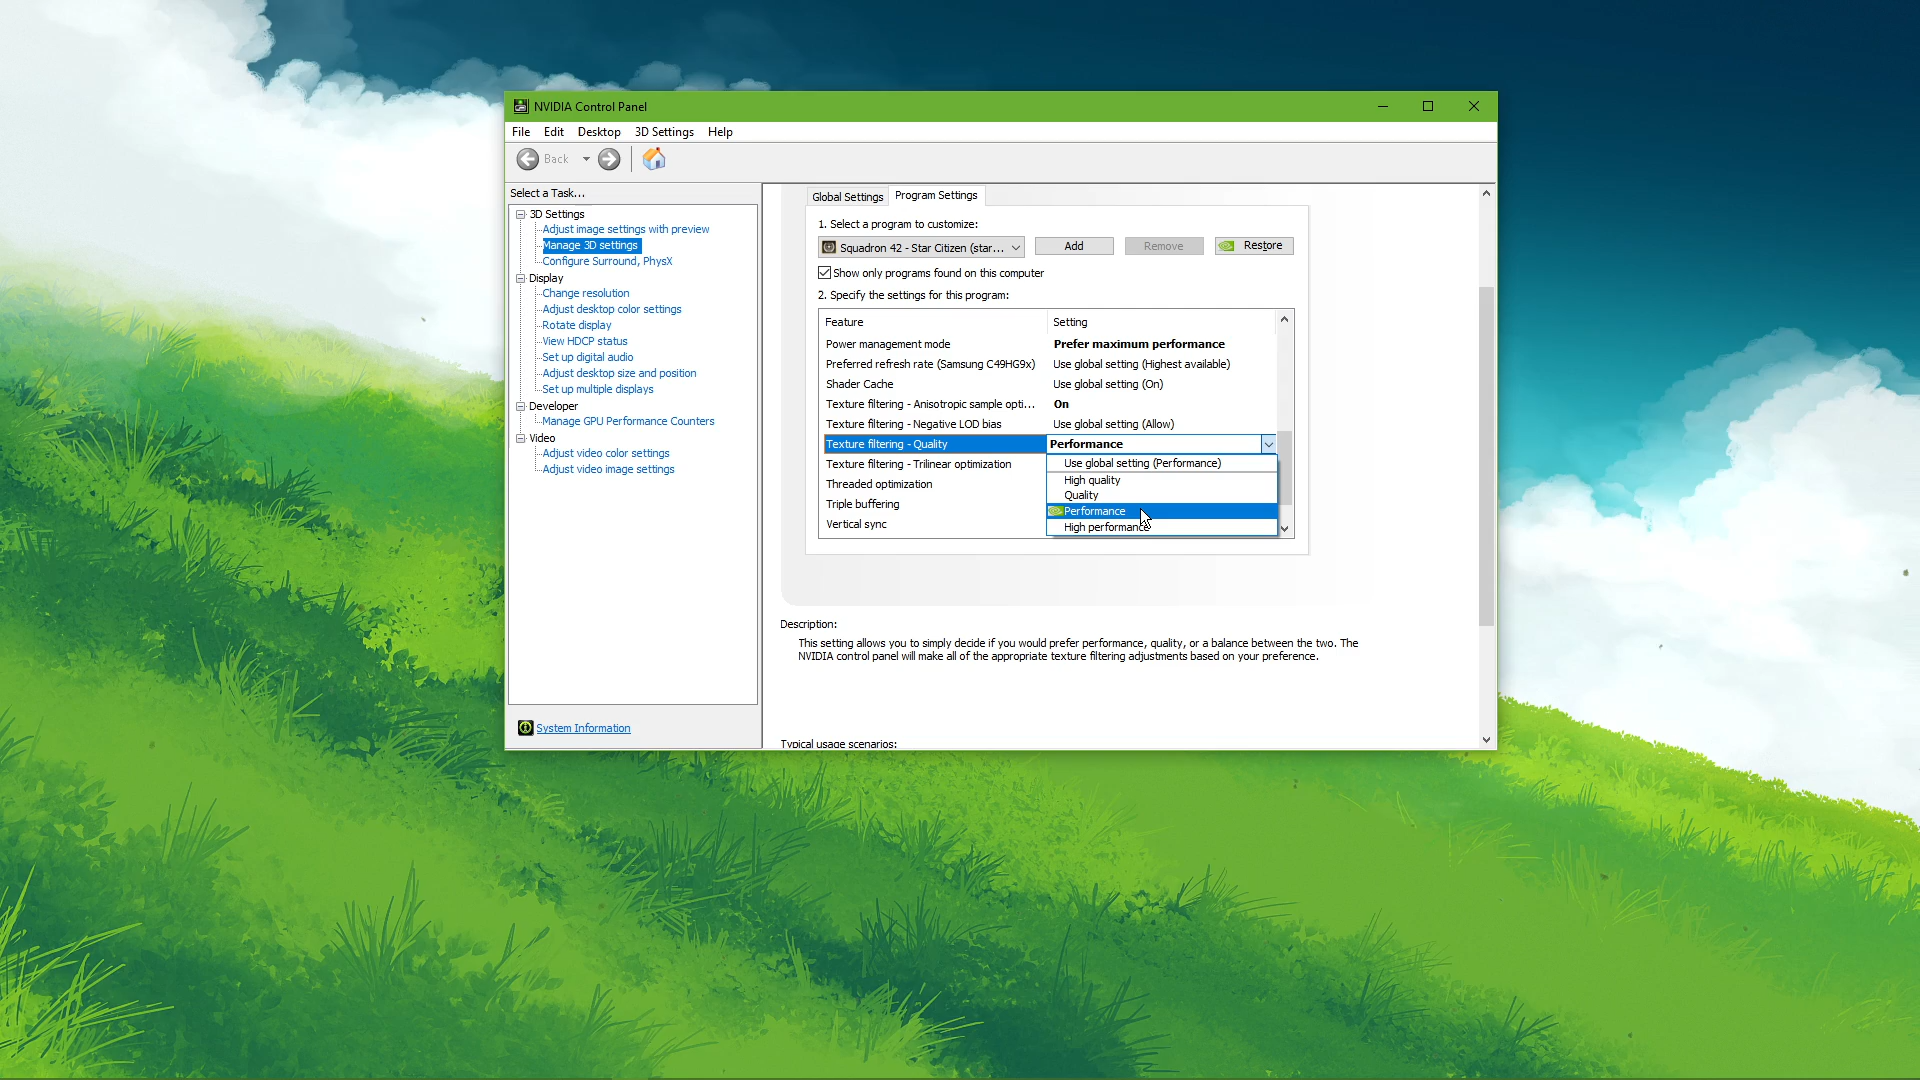 NVIDIA Control Panel
File Edit Desktop 3D Settings Help
Back
Select a Task...
3D Settings
Adjust image settings with preview
Manage 3D settings
Configure Surround, PhysX
Display
Change resolution
Adjust desktop color settings
Rotate display
View HDCP status
Set up digital audio
Adjust desktop size and position
Set up multiple displays
Developer
Manage GPU Performance Counters
Video
Adjust video color settings
Adjust video image settings
System Information
Global Settings Program Settings
1. Select a program to customize:
Squadron 42 - Star Citizen (star... Add Remove Restore
Show only programs found on this computer
2. Specify the settings for this program:
Feature Setting
Power management mode Prefer maximum performance
Preferred refresh rate (Samsung C49HG9x) Use global setting (Highest available)
Shader Cache Use global setting (On)
Texture filtering - Anisotropic sample opti... On
Texture filtering - Negative LOD bias Use global setting (Allow)
Texture filtering - Quality Performance
Texture filtering - Trilinear optimization
Threaded optimization
Triple buffering
Vertical sync
Use global setting (Performance)
High quality
Quality
Performance
High performance
Description:
This setting allows you to simply decide if you would prefer performance, quality, or a balance between the two. The
NVIDIA control panel will make all of the appropriate texture filtering adjustments based on your preference.
Typical usage scenarios: